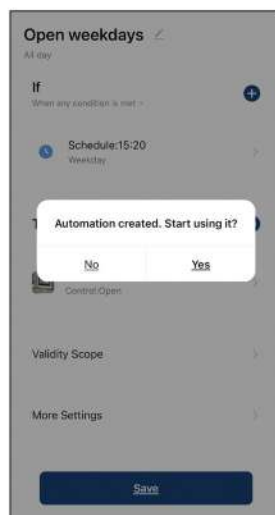 Open weekdays
All day
If
When any condition is met
Schedule:15:20
Weekday
T
Automation created. Start using it?
No
Yes
Control:Open
Validity Scope
More Settings
Save